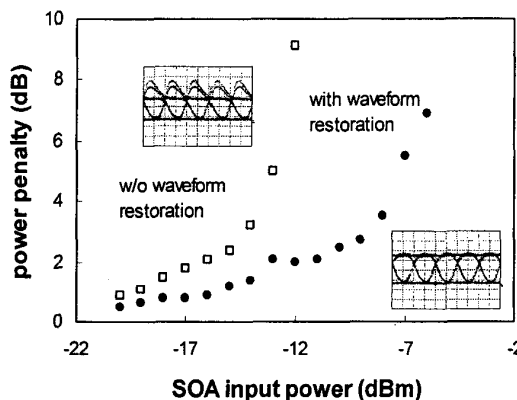 10
8
6
4
2
0
power penalty (dB)
with waveform
restoration
w/o waveform
restoration
-22
-17
-12
-7
-2
SOA input power (dBm)